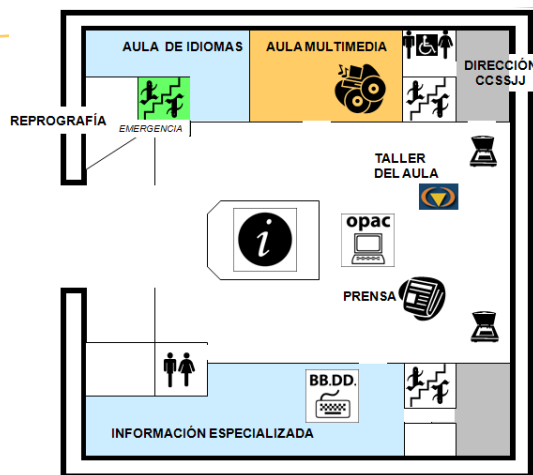 AULA DE IDIOMAS
AULA MULTIMEDIA
DIRECCIÓN
CCSSJJ
REPROGRAFÍA
EMERGENCIA
TALLER
DEL AULA
i
opac
PRENSA
BB.DD.
INFORMACIÓN ESPECIALIZADA